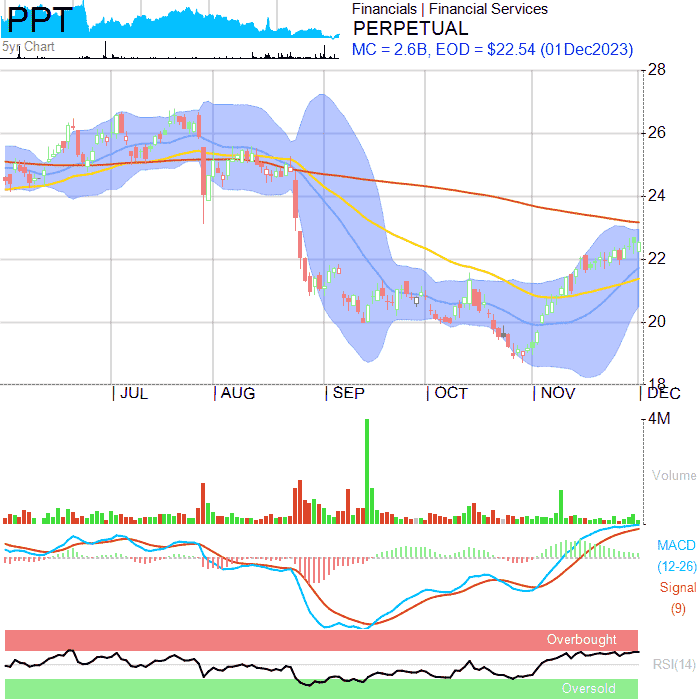 PPT
5yr Chart
Financials | Financial Services
PERPETUAL
MC = 2.6B, EOD = $22.54 (01Dec2023)
28
26
24
22
20
18
JUL AUG SEP OCT NOV DEC
4M
Volume
MACD
(12-26)
Signal
(9)
Overbought
RSI(14)
Oversold